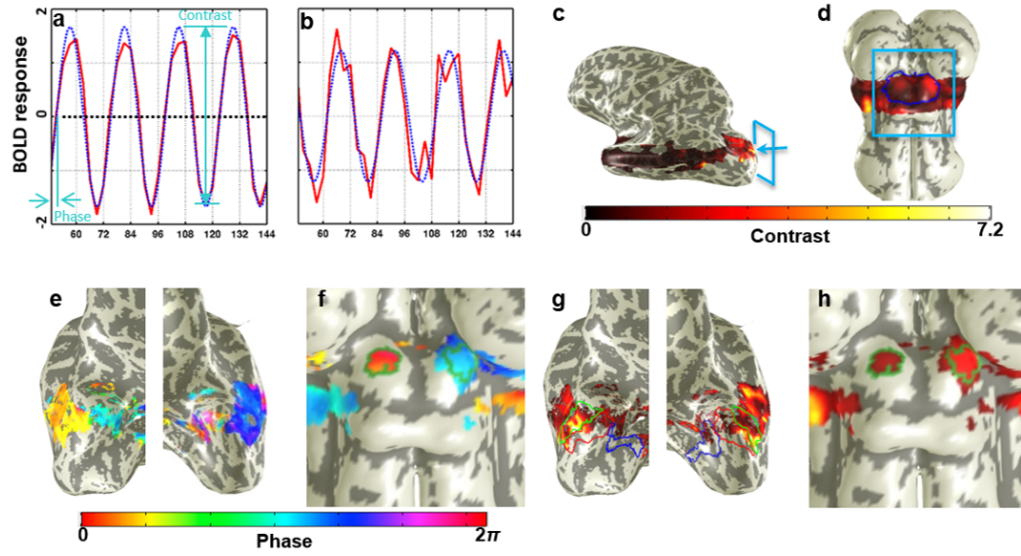 a
b
c
d
Contrast
2
BOLD response
0
-2
Phase
60 72 84 96 108 120 132 144
60 72 84 96 108 120 132 144
0
Contrast
7.2
e
f
g
h
0
Phase
2π